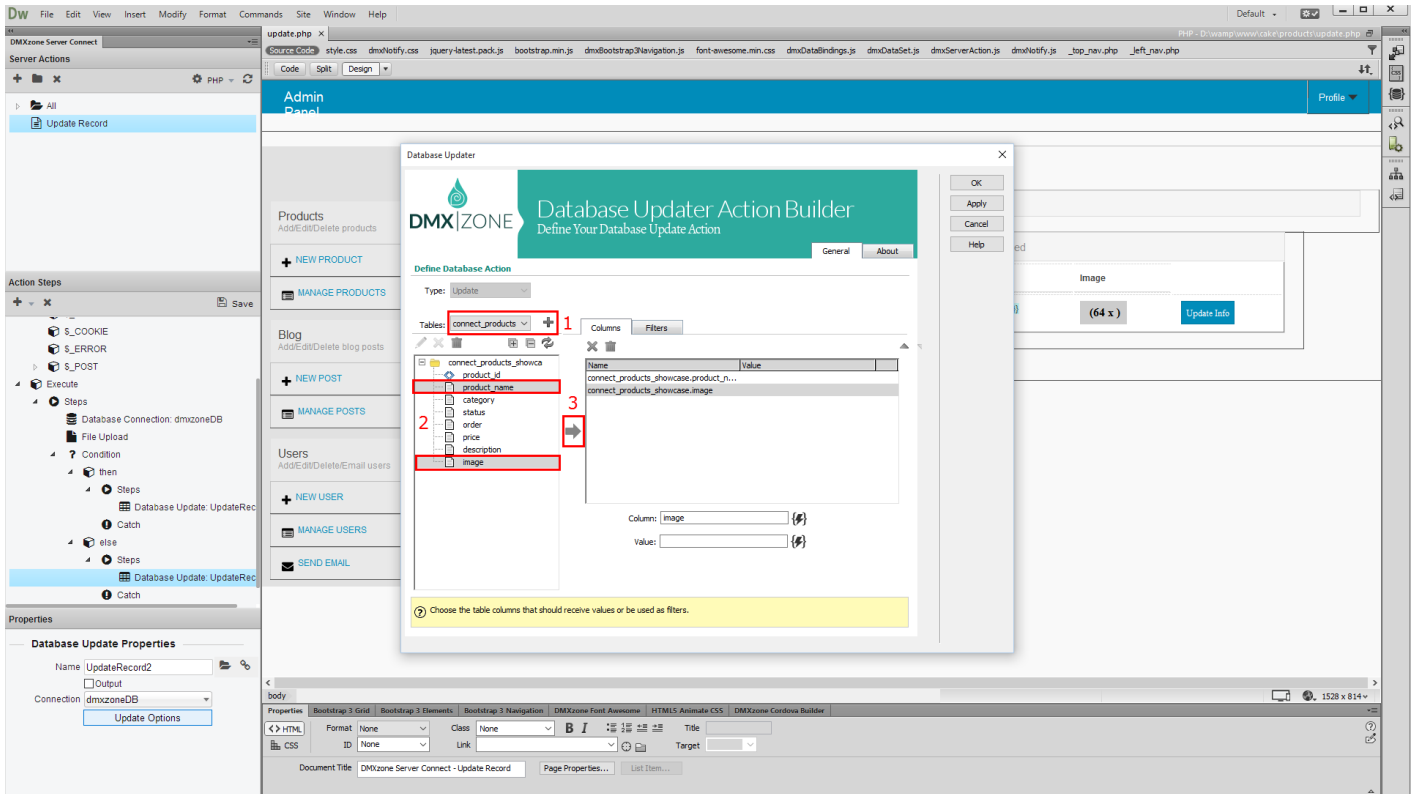 DW File Edit View Insert Modify Format Commands Site Window Help Default
DMXzone Server Connect
update.php × PHP - D:\wamp\www\cake\products\update.php
Source Code style.css dmxNotify.css jquery-latest.pack.js bootstrap.min.js dmxBootstrap3Navigation.js font-awesome.min.css dmxDataBindings.js dmxDataSet.js dmxServerAction.js dmxNotify.js _top_nav.php _left_nav.php
Server Actions
Code Split Design
PHP
All
Update Record
Admin Panel
Profile
Products
Add/Edit/Delete products
NEW PRODUCT
MANAGE PRODUCTS
Blog
Add/Edit/Delete blog posts
NEW POST
MANAGE POSTS
Users
Add/Edit/Delete/Email users
NEW USER
MANAGE USERS
SEND EMAIL
Database Updater
DMX|ZONE
Database Updater Action Builder
Define Your Database Update Action
General About
OK
Apply
Cancel
Help
Define Database Action
Type: Update
Tables: connect_products
1
Columns Filters
connect_products_showca
product_id
product_name
category
status
order
price
description
image
2
3
Name Value
connect_products_showcase.product_n...
connect_products_showcase.image
Column: image
Value:
Choose the table columns that should receive values or be used as filters.
ed
Image
(64 x )
Update Info
Action Steps
Save
$_COOKIE
$_ERROR
$_POST
Execute
Steps
Database Connection: dmxzoneDB
File Upload
Condition
then
Steps
Database Update: UpdateRec
Catch
else
Steps
Database Update: UpdateRec
Catch
Properties
Database Update Properties
Name UpdateRecord2
Output
Connection dmxzoneDB
Update Options
body 1528 x 814
Properties Bootstrap 3 Grid Bootstrap 3 Elements Bootstrap 3 Navigation DMXzone Font Awesome HTML5 Animate CSS DMXzone Cordova Builder
<> HTML Format None Class None B I Title
CSS ID None Link Target
Document Title DMXzone Server Connect - Update Record Page Properties... List Item...